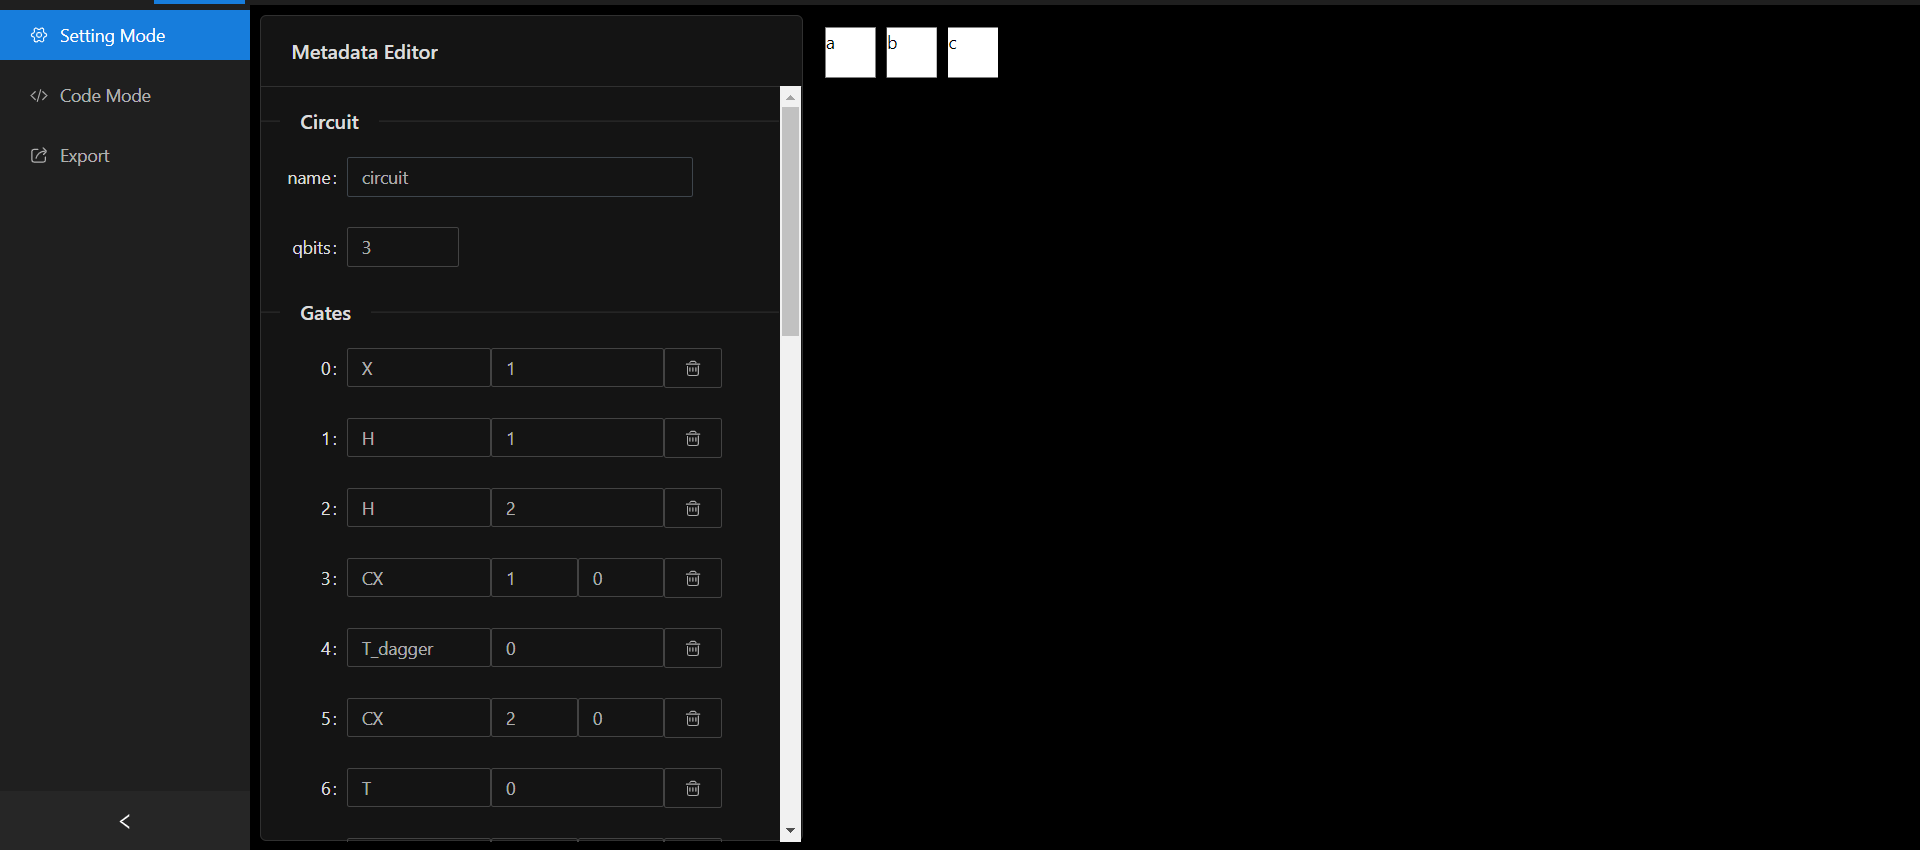 Setting Mode
Code Mode
Export
Metadata Editor
Circuit
name: circuit
qbits: 3
Gates
0: X 1
1: H 1
2: H 2
3: CX 1 0
4: T_dagger 0
5: CX 2 0
6: T 0
a b c